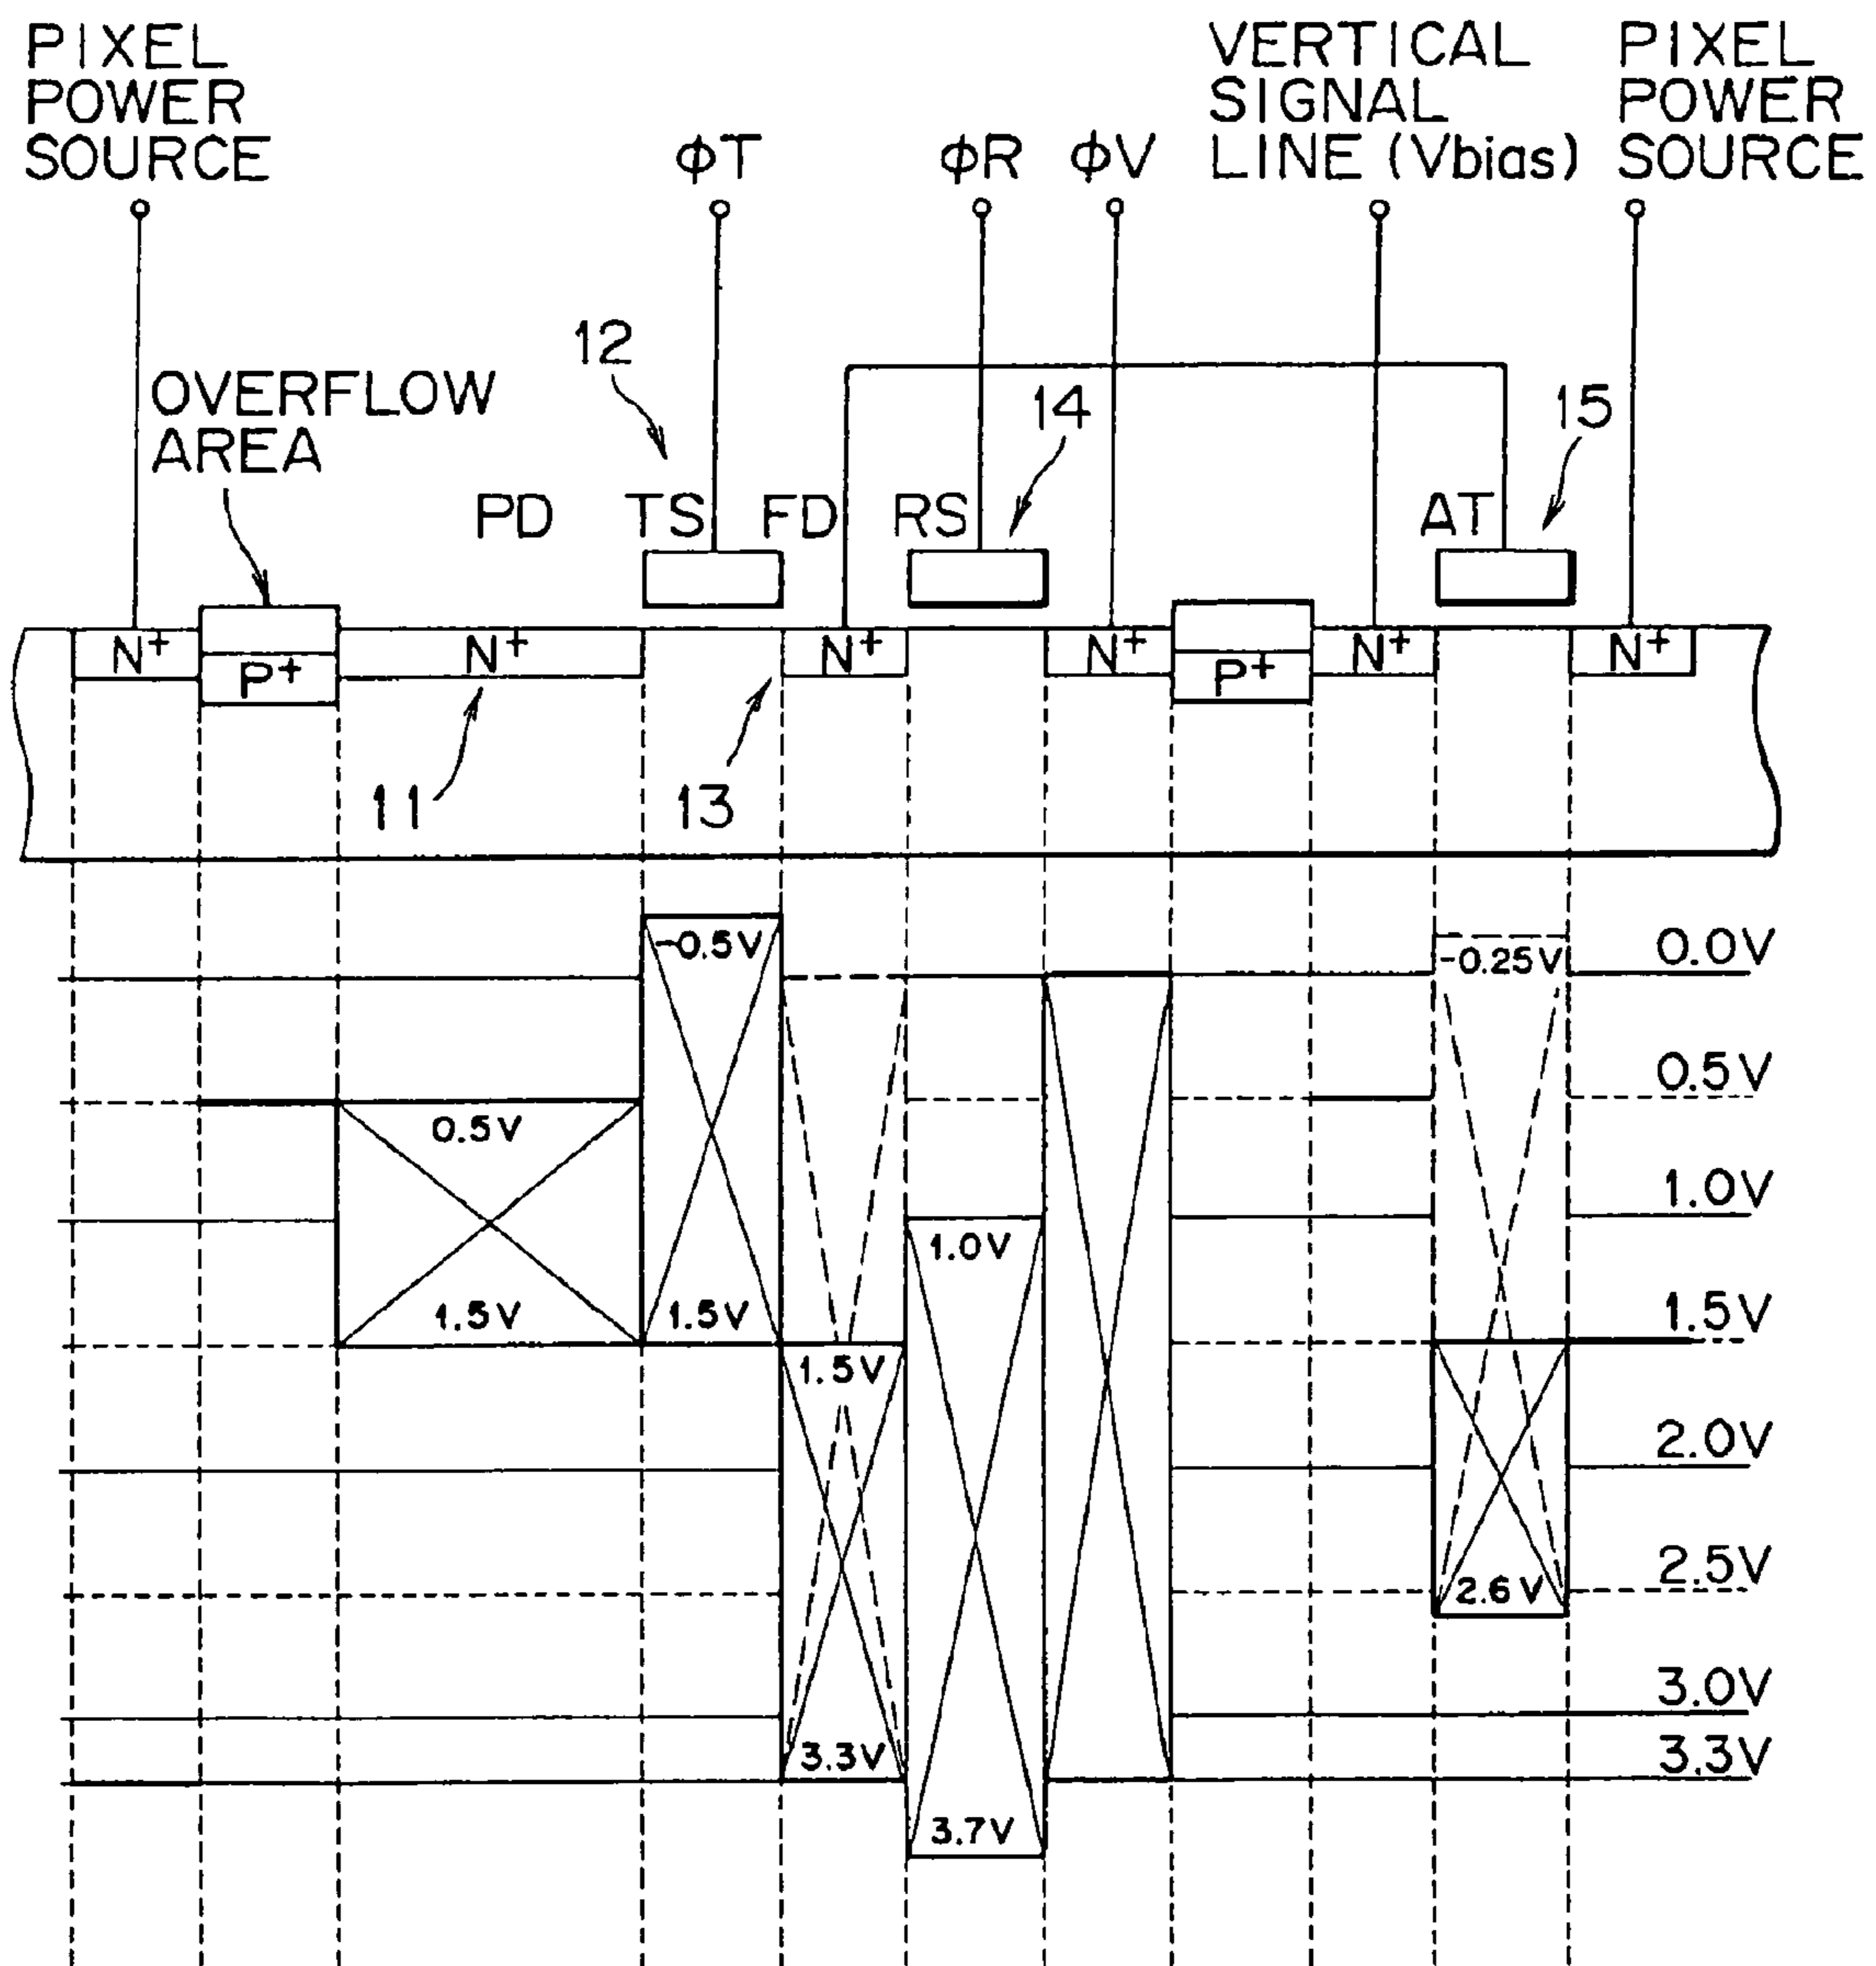 PIXEL
POWER
SOURCE
ΦT
ΦR
ΦV
VERTICAL
SIGNAL
LINE (Vbias)
PIXEL
POWER
SOURCE
12
OVERFLOW
AREA
14
15
PD
TS
FD
RS
AT
N+
P+
N+
N+
N+
P+
N+
N+
11
13
-0.5V
-0.25V
0.0V
0.5V
0.5V
1.0V
1.0V
1.5V
1.5V
1.5V
1.5V
2.0V
2.6V
2.5V
3.0V
3.3V
3.3V
3.7V